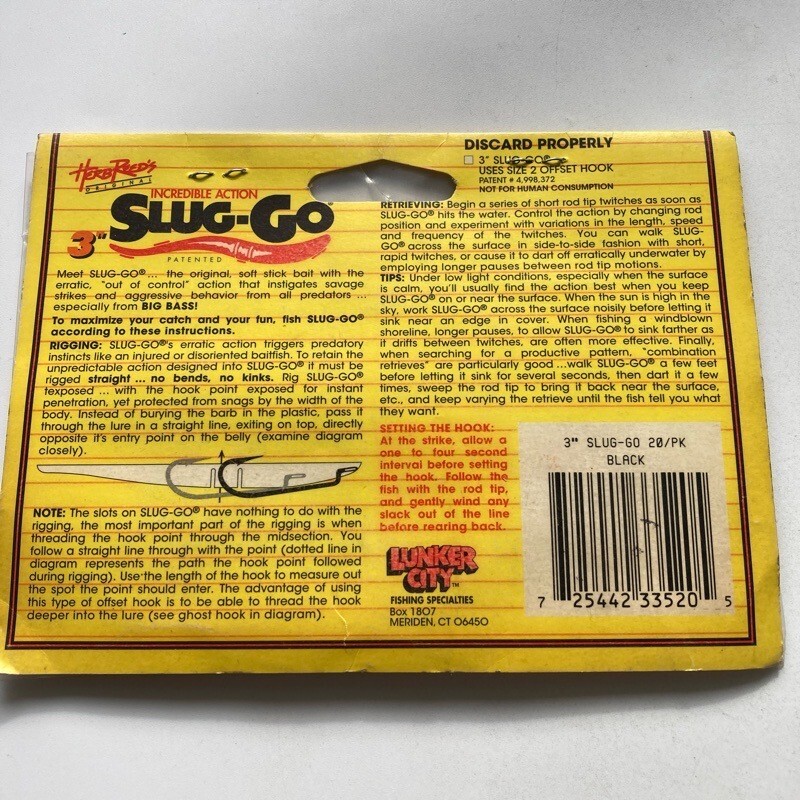 HERB REED'S
ORIGINAL
INCREDIBLE ACTION
3" SLUG-GO®
PATENTED
Meet SLUG-GO® ... the original, soft stick bait with the
erratic, "out of control" action that instigates savage
strikes and aggressive behavior from all predators ...
especially from BIG BASS!
To maximize your catch and your fun, fish SLUG-GO®
according to these instructions.
RIGGING: SLUG-GO®'s erratic action triggers predatory
instincts like an injured or disoriented baitfish. To retain the
unpredictable action designed into SLUG-GO® it must be
rigged straight ... no bends, no kinks. Rig SLUG-GO®
Texposed ... with the hook point exposed for instant
penetration, yet protected from snags by the width of the
body. Instead of burying the barb in the plastic, pass it
through the lure in a straight line, exiting on top, directly
opposite it's entry point on the belly (examine diagram
closely).
NOTE: The slots on SLUG-GO® have nothing to do with the
rigging, the most important part of the rigging is when
threading the hook point through the midsection. You
follow a straight line through with the point (dotted line in
diagram represents the path the hook point followed
during rigging). Use the length of the hook to measure out
the spot the point should enter. The advantage of using
this type of offset hook is to be able to thread the hook
deeper into the lure (see ghost hook in diagram).
DISCARD PROPERLY
3" SLUG-GO®
USES SIZE 2 OFFSET HOOK
PATENT # 4,998,372
NOT FOR HUMAN CONSUMPTION
RETRIEVING: Begin a series of short rod tip twitches as soon as
SLUG-GO® hits the water. Control the action by changing rod
position and experiment with variations in the length, speed
and frequency of the twitches. You can walk SLUG-
GO® across the surface in side-to-side fashion with short,
rapid twitches, or cause it to dart off erratically underwater by
employing longer pauses between rod tip motions.
TIPS: Under low light conditions, especially when the surface
is calm, you'll usually find the action best when you keep
SLUG-GO® on or near the surface. When the sun is high in the
sky, work SLUG-GO® across the surface noisily before letting it
sink near an edge in cover. When fishing a windblown
shoreline, longer pauses, to allow SLUG-GO® to sink farther as
it drifts between twitches, are often more effective. Finally,
when searching for a productive pattern, "combination
retrieves" are particularly good ...walk SLUG-GO® a few feet
before letting it sink for several seconds, then dart it a few
times, sweep the rod tip to bring it back near the surface,
etc., and keep varying the retrieve until the fish tell you what
they want.
SETTING THE HOOK:
At the strike, allow a
one to four second
interval before setting
the hook. Follow the
fish with the rod tip,
and gently wind any
slack out of the line
before rearing back.
LUNKER
CITY™
FISHING SPECIALTIES
Box 1807
MERIDEN, CT 06450
3" SLUG-GO 20/PK
BLACK
7 25442 33520 5